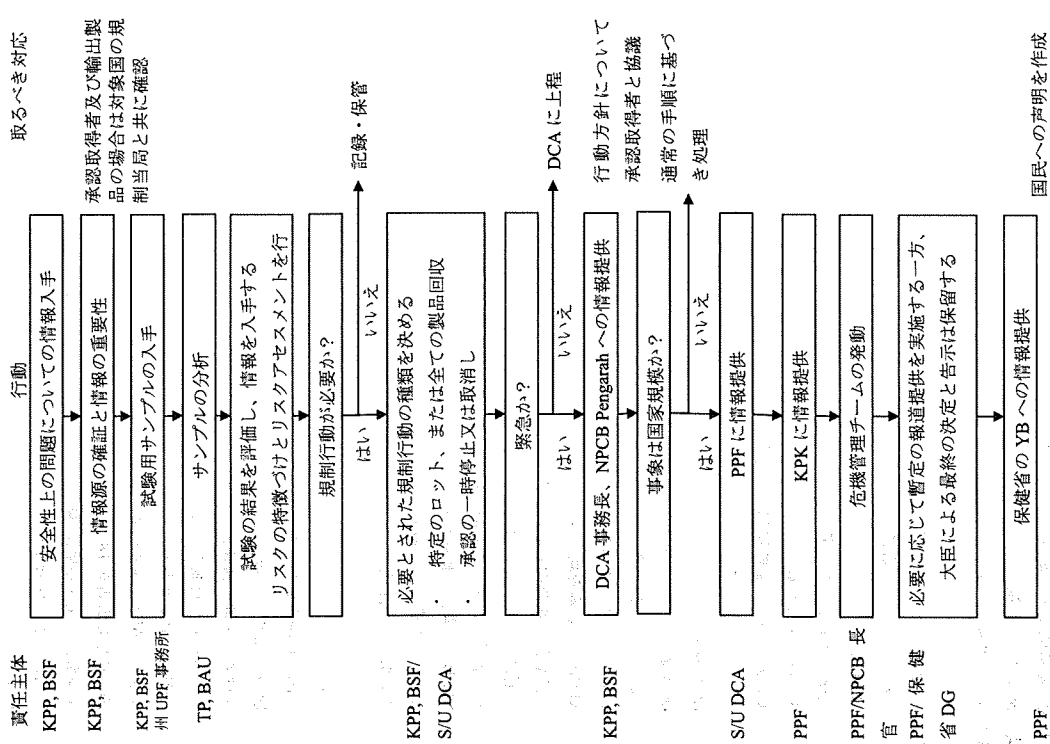 責任主体
行動
取るべき対応
KPP, BSF
安全性上の問題についての情報入手
KPP, BSF
情報源の確証と情報の重要性
承認取得者及び輸出製
品の場合は対象国の規
制当局と共に確認
KPP, BSF
州 UPF 事務所
試験用サンプルの入手
TP, BAU
サンプルの分析
試験の結果を評価し、情報を入手する
リスクの特徴づけとリスクアセスメントを行
規制行動が必要か?
はい
いいえ
記録・保管
KPP, BSF/
S/U DCA
必要とされた規制行動の種類を決める
・ 特定のロット、または全ての製品回収
・ 承認の一時停止又は取消し
緊急か?
はい
いいえ
DCA に上程
KPP, BSF
DCA 事務長、NPCB Pengarah への情報提供
行動方針について
承認取得者と協議
事象は国家規模か?
はい
いいえ
通常の手順に基づ
き処理
S/U DCA
PPF に情報提供
PPF
KPK に情報提供
PPF/NPCB 長
官
危機管理チームの発動
PPF/ 保 健
省 DG
必要に応じて暫定の報道提供を実施する一方、
大臣による最終の決定と告示は保留する
PPF
保健省の YB への情報提供
国民への声明を作成